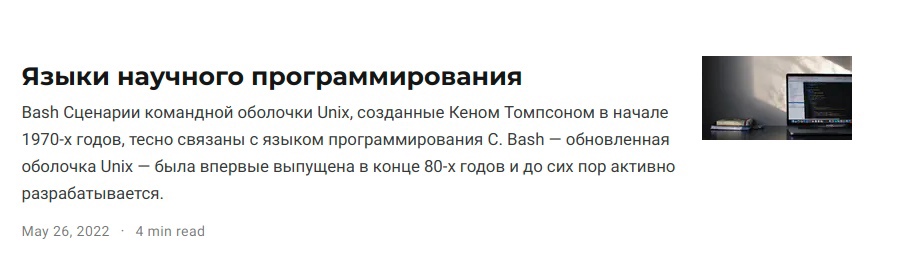 Языки научного программирования
Bash Сценарии командной оболочки Unix, созданные Кеном Томпсоном в начале
1970-х годов, тесно связаны с языком программирования C. Bash — обновленная
оболочка Unix — была впервые выпущена в конце 80-х годов и до сих пор активно
разрабатывается.
May 26, 2022 · 4 min read